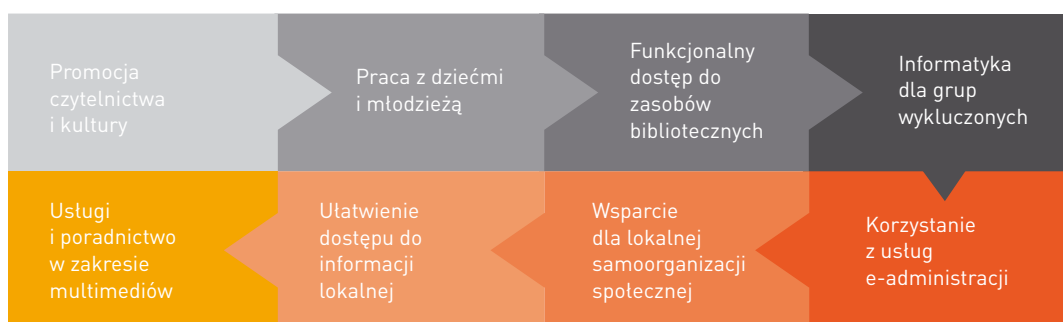 Promocja
czytelnictwa
i kultury
Praca z dziećmi
i młodzieżą
Funkcjonalny
dostęp do
zasobów
bibliotecznych
Informatyka
dla grup
wykluczonych
Korzystanie
z usług
e-administracji
Wsparcie
dla lokalnej
samoorganizacji
społecznej
Ułatwienie
dostępu do
informacji
lokalnej
Usługi
i poradnictwo
w zakresie
multimediów